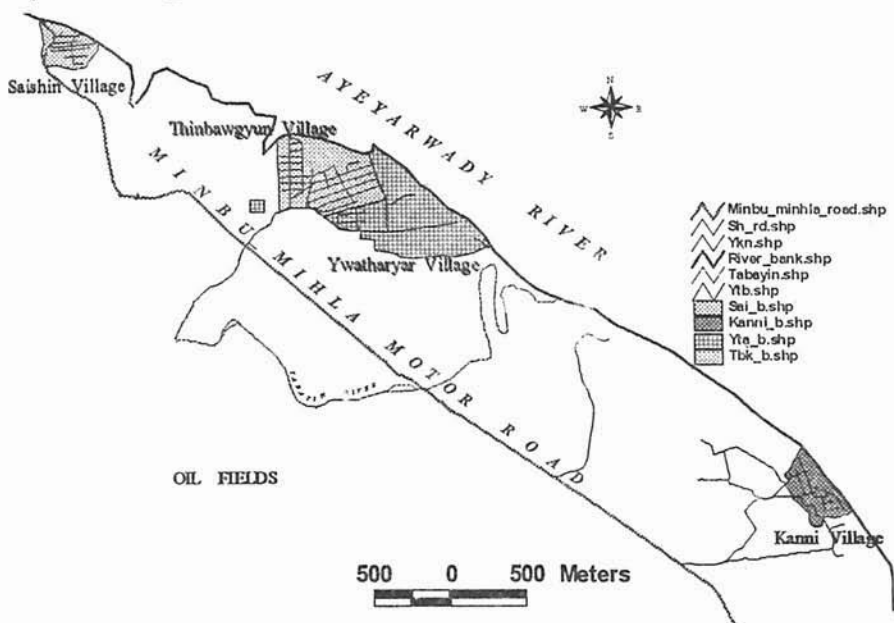 Saishin Village
AYEYARWADY RIVER
N
W
R
S
Thinbawgyun Village
MINBU MIHLA MOTOR ROAD
Ywatharyar Village
Minbu_minhla_road.shp
Sh_rd.shp
Ykn.shp
River_bank.shp
Tabayin.shp
Ytb.shp
Sai_b.shp
Kanni_b.shp
Yta_b.shp
Tbk_b.shp
OIL FIELDS
Kanni Village
500 0 500 Meters